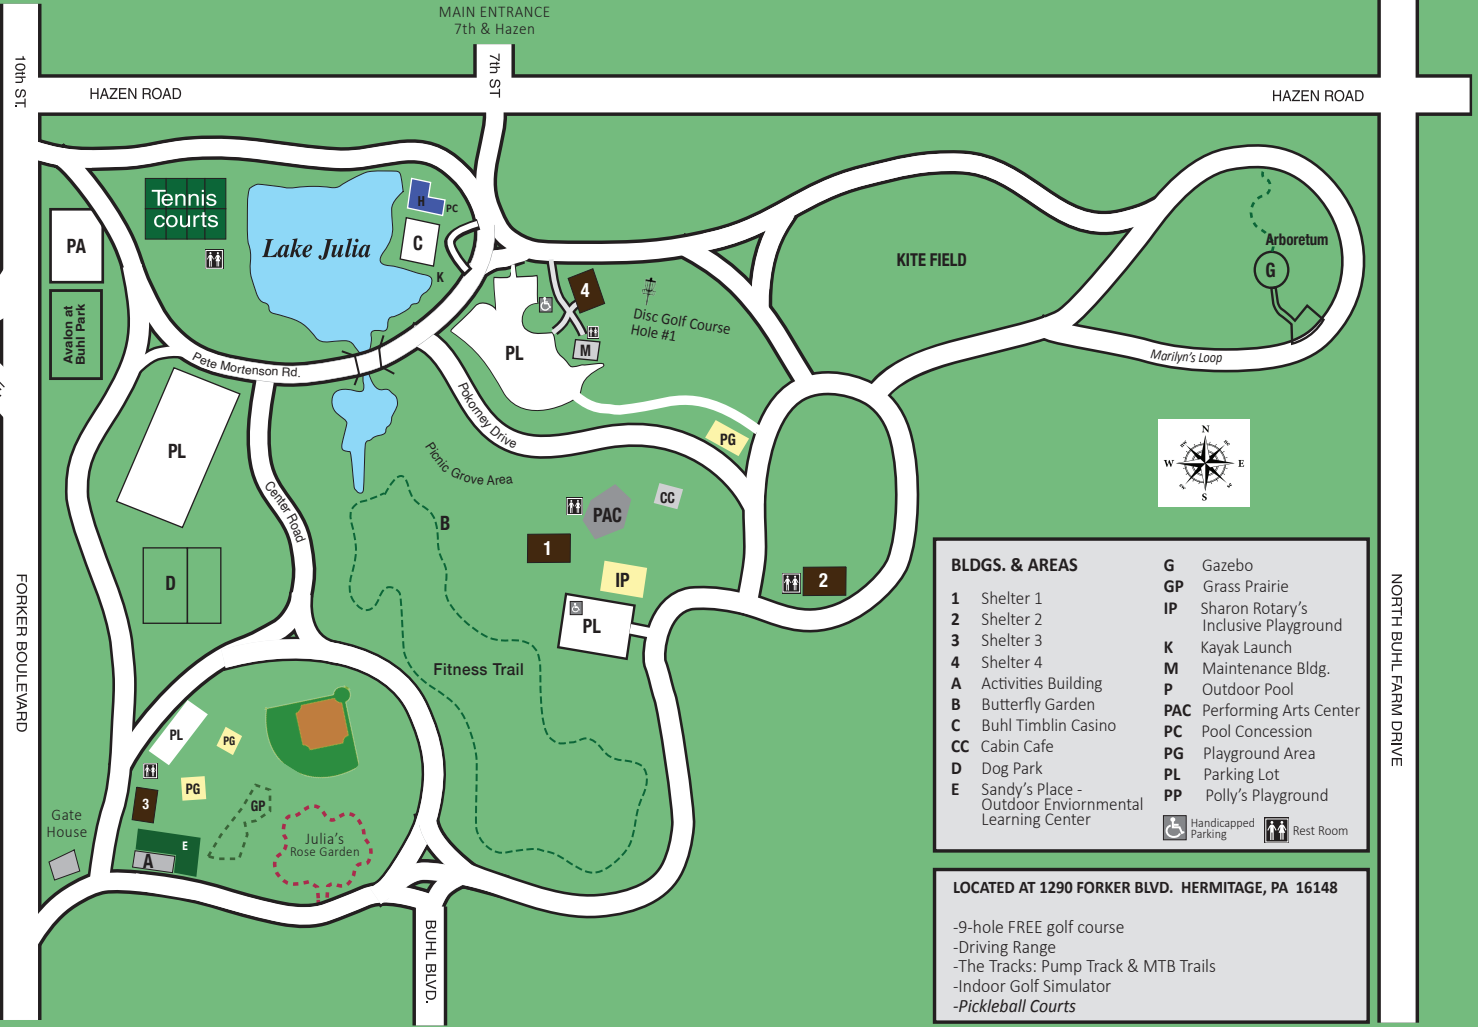 MAIN ENTRANCE
7th & Hazen
10th ST.
7th ST
HAZEN ROAD
HAZEN ROAD
Tennis
courts
H
PC
PA
Lake Julia
C
K
Arboretum
G
KITE FIELD
4
Disc Golf Course
Hole #1
Avalon at
Buhl Park
M
PL
Pete Mortenson Rd.
Marilyn's Loop
Pokorney Drive
PL
PG
Picnic Grove Area
N
W
E
S
Center Road
CC
PAC
B
1
IP
D
2
PL
FORKER BOULEVARD
NORTH BUHL FARM DRIVE
Fitness Trail
PL
PG
PG
3
GP
Gate
House
Julia's
Rose Garden
E
A
BUHL BLVD.
BLDGS. & AREAS
1 Shelter 1
2 Shelter 2
3 Shelter 3
4 Shelter 4
A Activities Building
B Butterfly Garden
C Buhl Timblin Casino
CC Cabin Cafe
D Dog Park
E Sandy's Place -
Outdoor Enviornmental
Learning Center
G Gazebo
GP Grass Prairie
IP Sharon Rotary's
Inclusive Playground
K Kayak Launch
M Maintenance Bldg.
P Outdoor Pool
PAC Performing Arts Center
PC Pool Concession
PG Playground Area
PL Parking Lot
PP Polly's Playground
Handicapped
Parking
Rest Room
LOCATED AT 1290 FORKER BLVD. HERMITAGE, PA 16148
-9-hole FREE golf course
-Driving Range
-The Tracks: Pump Track & MTB Trails
-Indoor Golf Simulator
-Pickleball Courts